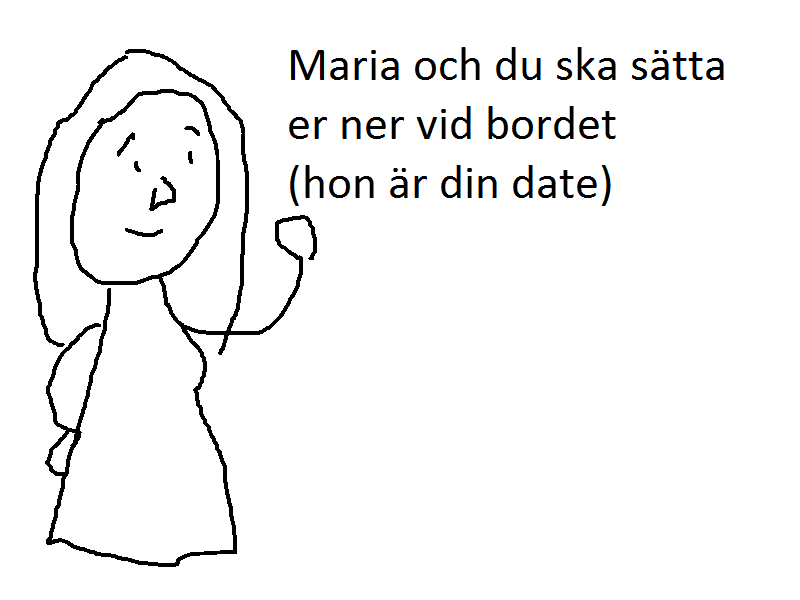 Maria och du ska sätta
er ner vid bordet
(hon är din date)